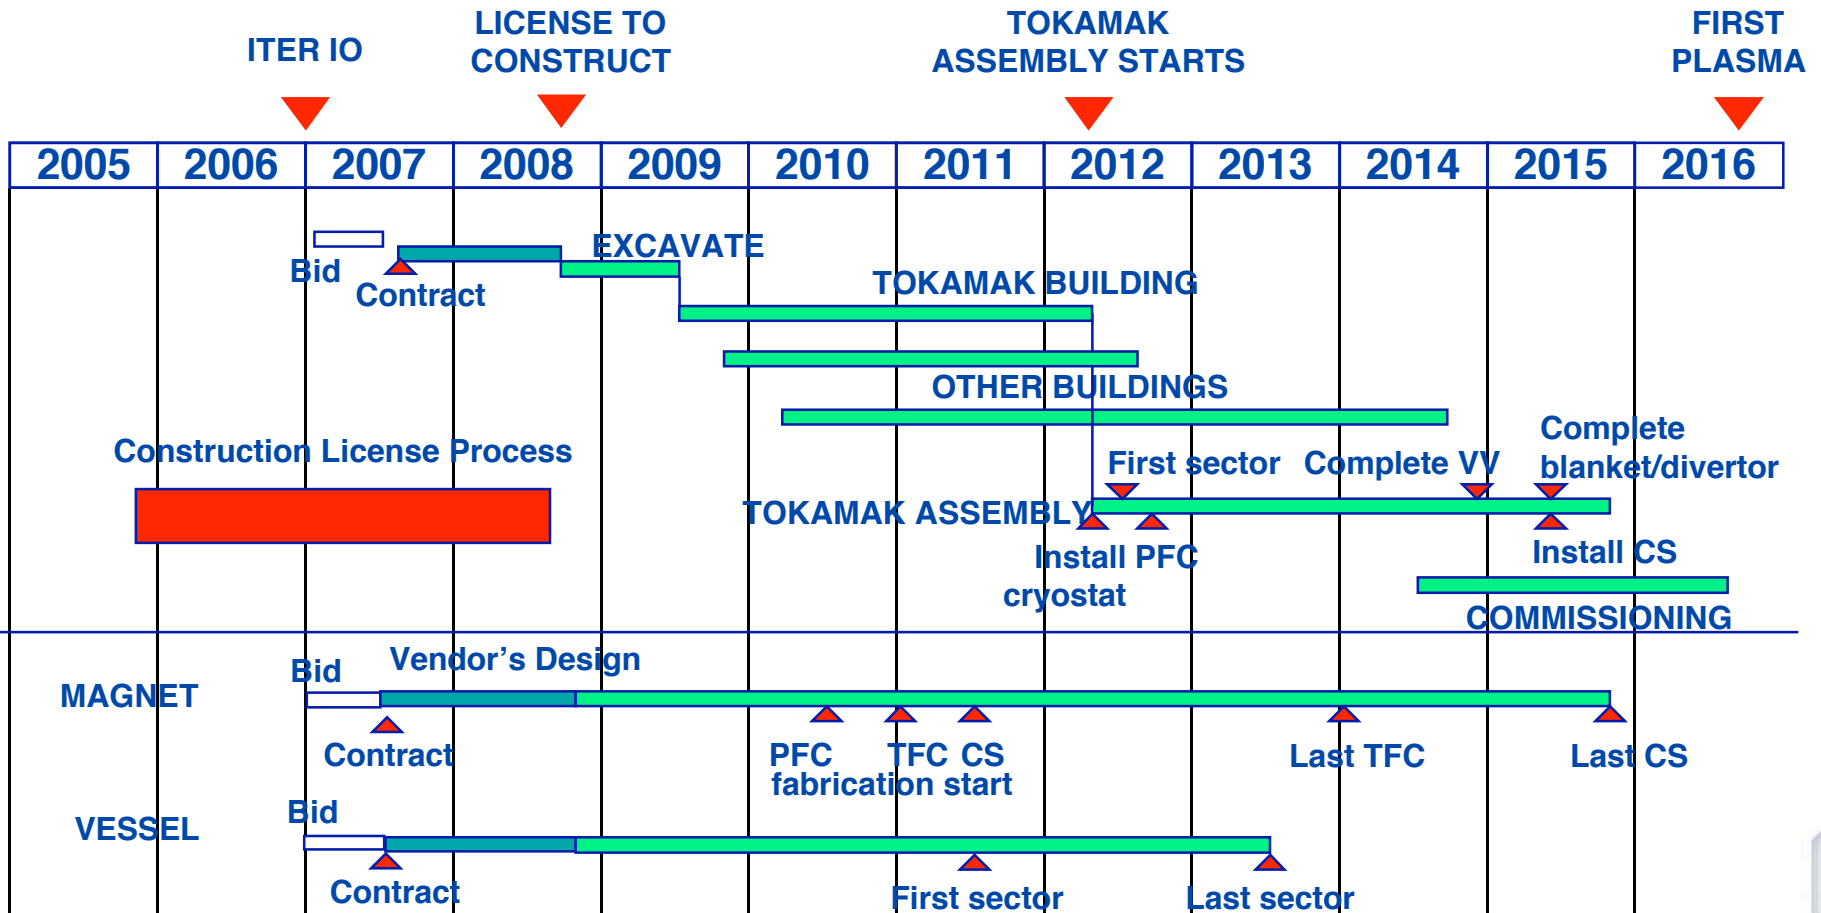 ITER IO
LICENSE TO
CONSTRUCT
TOKAMAK
ASSEMBLY STARTS
FIRST
PLASMA
2005 2006 2007 2008 2009 2010 2011 2012 2013 2014 2015 2016
Bid
Contract
EXCAVATE
TOKAMAK BUILDING
OTHER BUILDINGS
Construction License Process
First sector
Complete VV
Complete
blanket/divertor
TOKAMAK ASSEMBLY
Install PFC
cryostat
Install CS
COMMISSIONING
MAGNET
Bid
Vendor's Design
Contract
PFC TFC CS
fabrication start
Last TFC
Last CS
VESSEL
Bid
Contract
First sector
Last sector